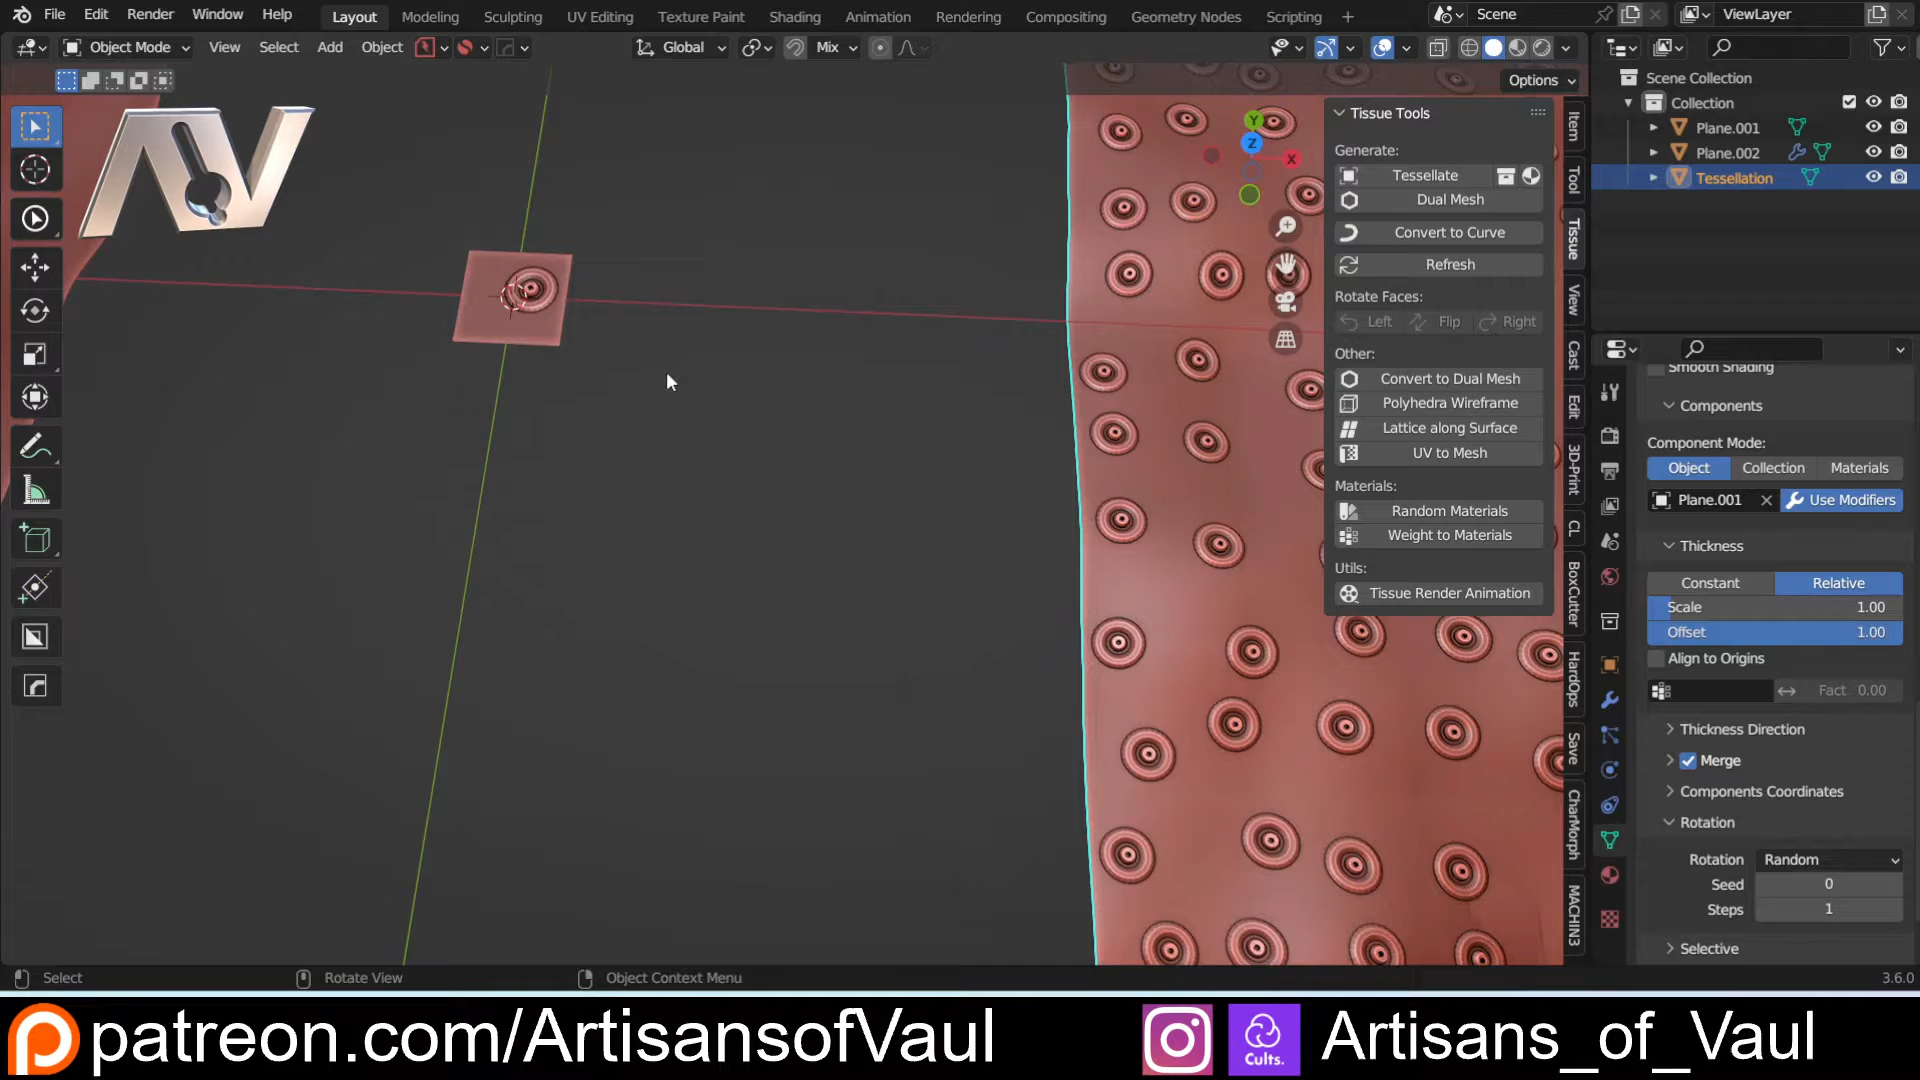 File Edit Render Window Help Layout Modeling Sculpting UV Editing Texture Paint Shading Animation Rendering Compositing Geometry Nodes Scripting + Scene ViewLayer
Object Mode View Select Add Object Global Mix
Options
Scene Collection
Collection
Plane.001
Plane.002
Tessellation
AV
Tissue Tools
Generate:
Tessellate
Dual Mesh
Convert to Curve
Refresh
Rotate Faces:
Left Flip Right
Other:
Convert to Dual Mesh
Polyhedra Wireframe
Lattice along Surface
UV to Mesh
Materials:
Random Materials
Weight to Materials
Utils:
Tissue Render Animation
Y
Z
X
Item
Tool
Tissue
View
Cast
Edit
3D-Print
CL
BoxCutter
HardOps
Save
CharMorph
MACHIN3
Smooth Shading
Components
Component Mode:
Object Collection Materials
Plane.001 Use Modifiers
Thickness
Constant Relative
Scale 1.00
Offset 1.00
Align to Origins
Fact 0.00
Thickness Direction
Merge
Components Coordinates
Rotation
Rotation Random
Seed 0
Steps 1
Selective
Select Rotate View Object Context Menu 3.6.0
patreon.com/ArtisansofVaul Cults. Artisans_of_Vaul